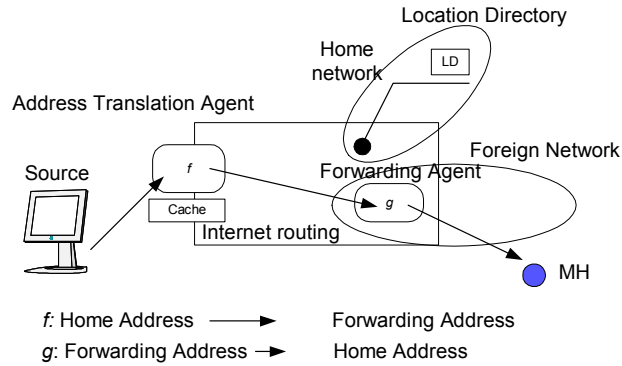 Location Directory
Home
network
LD
Address Translation Agent
Source
f
Foreign Network
Forwarding Agent
g
Cache
Internet routing
MH
f: Home Address Forwarding Address
g: Forwarding Address Home Address